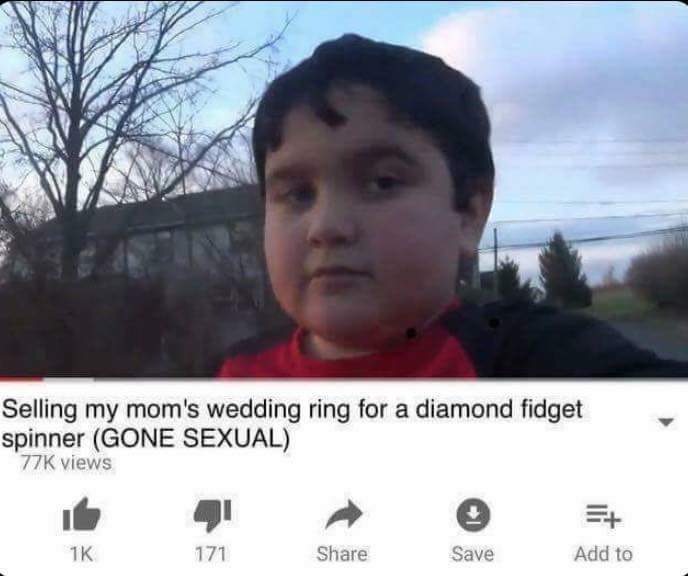 Selling my mom's wedding ring for a diamond fidget
spinner (GONE SEXUAL)
77K views
1K 171 Share Save Add to